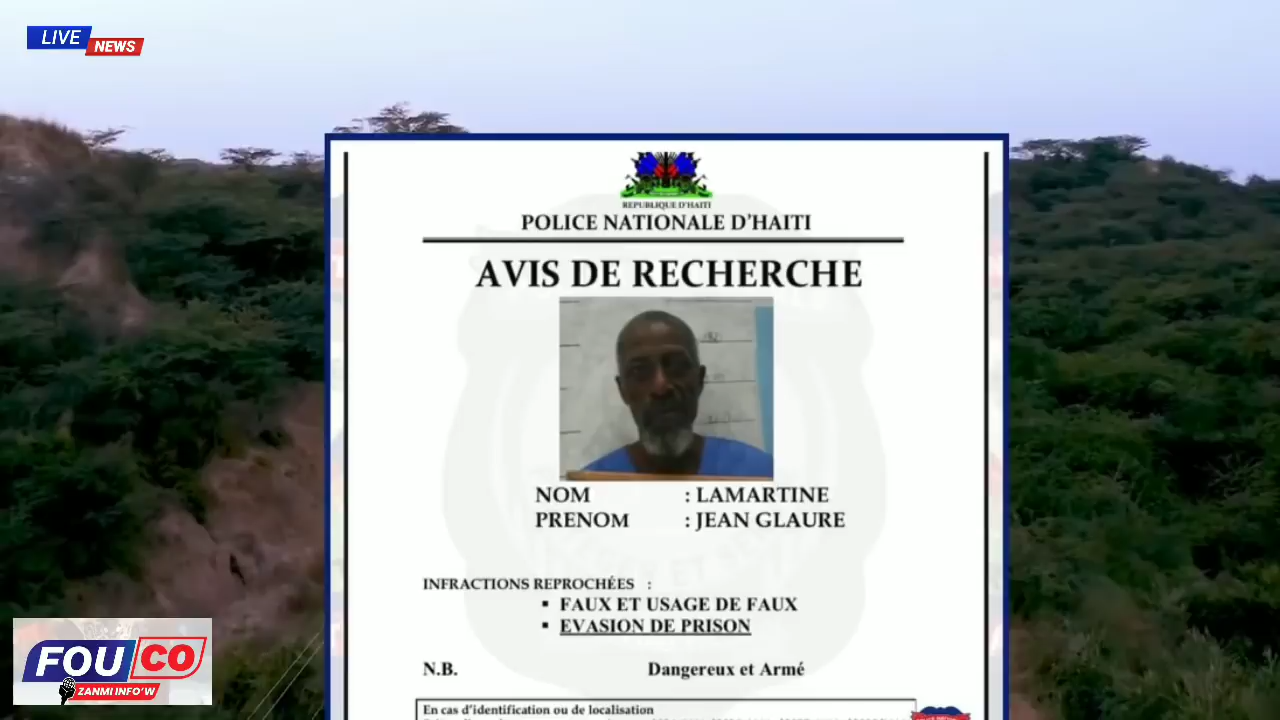 LIVE
NEWS
REPUBLIQUE D'HAITI
POLICE NATIONALE D'HAITI
AVIS DE RECHERCHE
NOM : LAMARTINE
PRENOM : JEAN GLAURE
INFRACTIONS REPROCHÉES :
▪ FAUX ET USAGE DE FAUX
▪ EVASION DE PRISON
N.B. Dangereux et Armé
En cas d'identification ou de localisation
FOUCO
ZANMI INFO'W